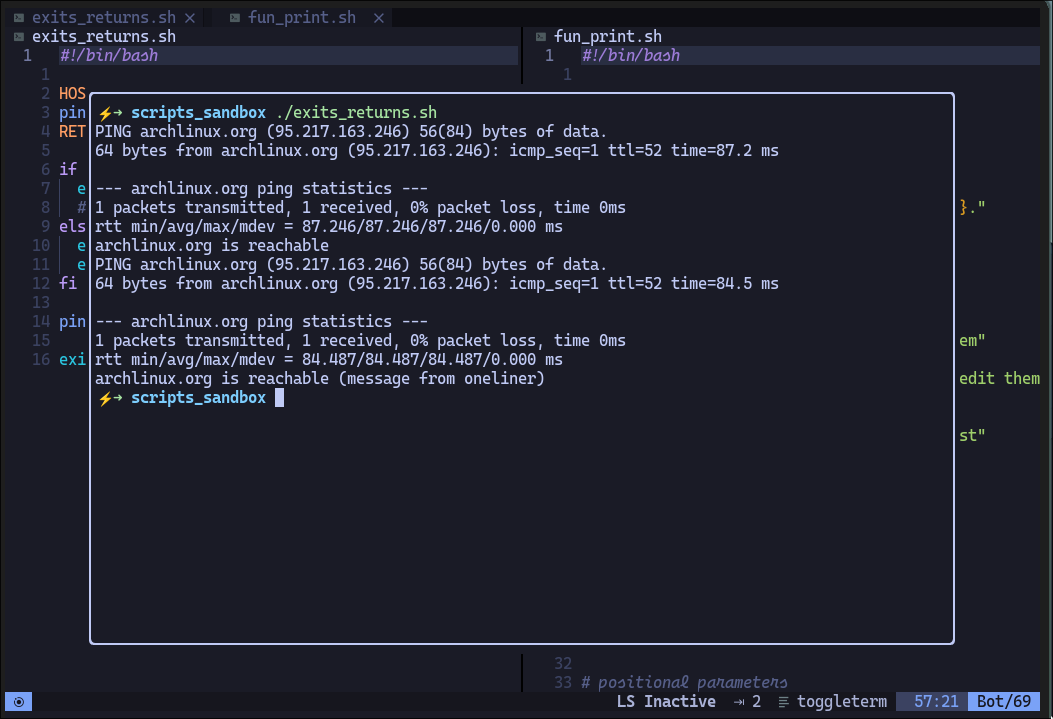 exits_returns.sh × fun_print.sh ×
exits_returns.sh
fun_print.sh
1 #!/bin/bash
1 #!/bin/bash
1
1
2 HOS
3 pin
4 RET
5
6 if
7 e
8 #
9 els
10 e
11 e
12 fi
13
14 pin
15
16 exi
⚡➜ scripts_sandbox ./exits_returns.sh
PING archlinux.org (95.217.163.246) 56(84) bytes of data.
64 bytes from archlinux.org (95.217.163.246): icmp_seq=1 ttl=52 time=87.2 ms
--- archlinux.org ping statistics ---
1 packets transmitted, 1 received, 0% packet loss, time 0ms
rtt min/avg/max/mdev = 87.246/87.246/87.246/0.000 ms
archlinux.org is reachable
PING archlinux.org (95.217.163.246) 56(84) bytes of data.
64 bytes from archlinux.org (95.217.163.246): icmp_seq=1 ttl=52 time=84.5 ms
--- archlinux.org ping statistics ---
1 packets transmitted, 1 received, 0% packet loss, time 0ms
rtt min/avg/max/mdev = 84.487/84.487/84.487/0.000 ms
archlinux.org is reachable (message from oneliner)
⚡➜ scripts_sandbox
}."
em"
edit them
st"
32
33 # positional parameters
LS Inactive ⇥ 2 toggleterm 57:21 Bot/69